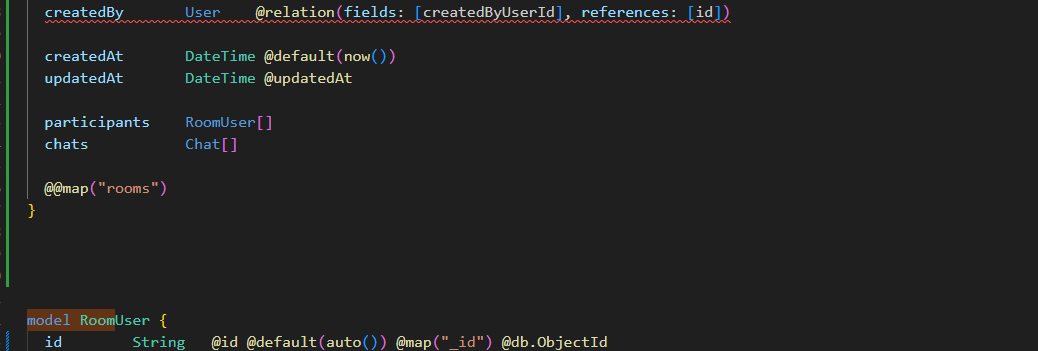 createdBy User @relation(fields: [createdByUserId], references: [id])
createdAt DateTime @default(now())
updatedAt DateTime @updatedAt
participants RoomUser[]
chats Chat[]
@@map("rooms")
}
model RoomUser {
id String @id @default(auto()) @map("_id") @db.ObjectId